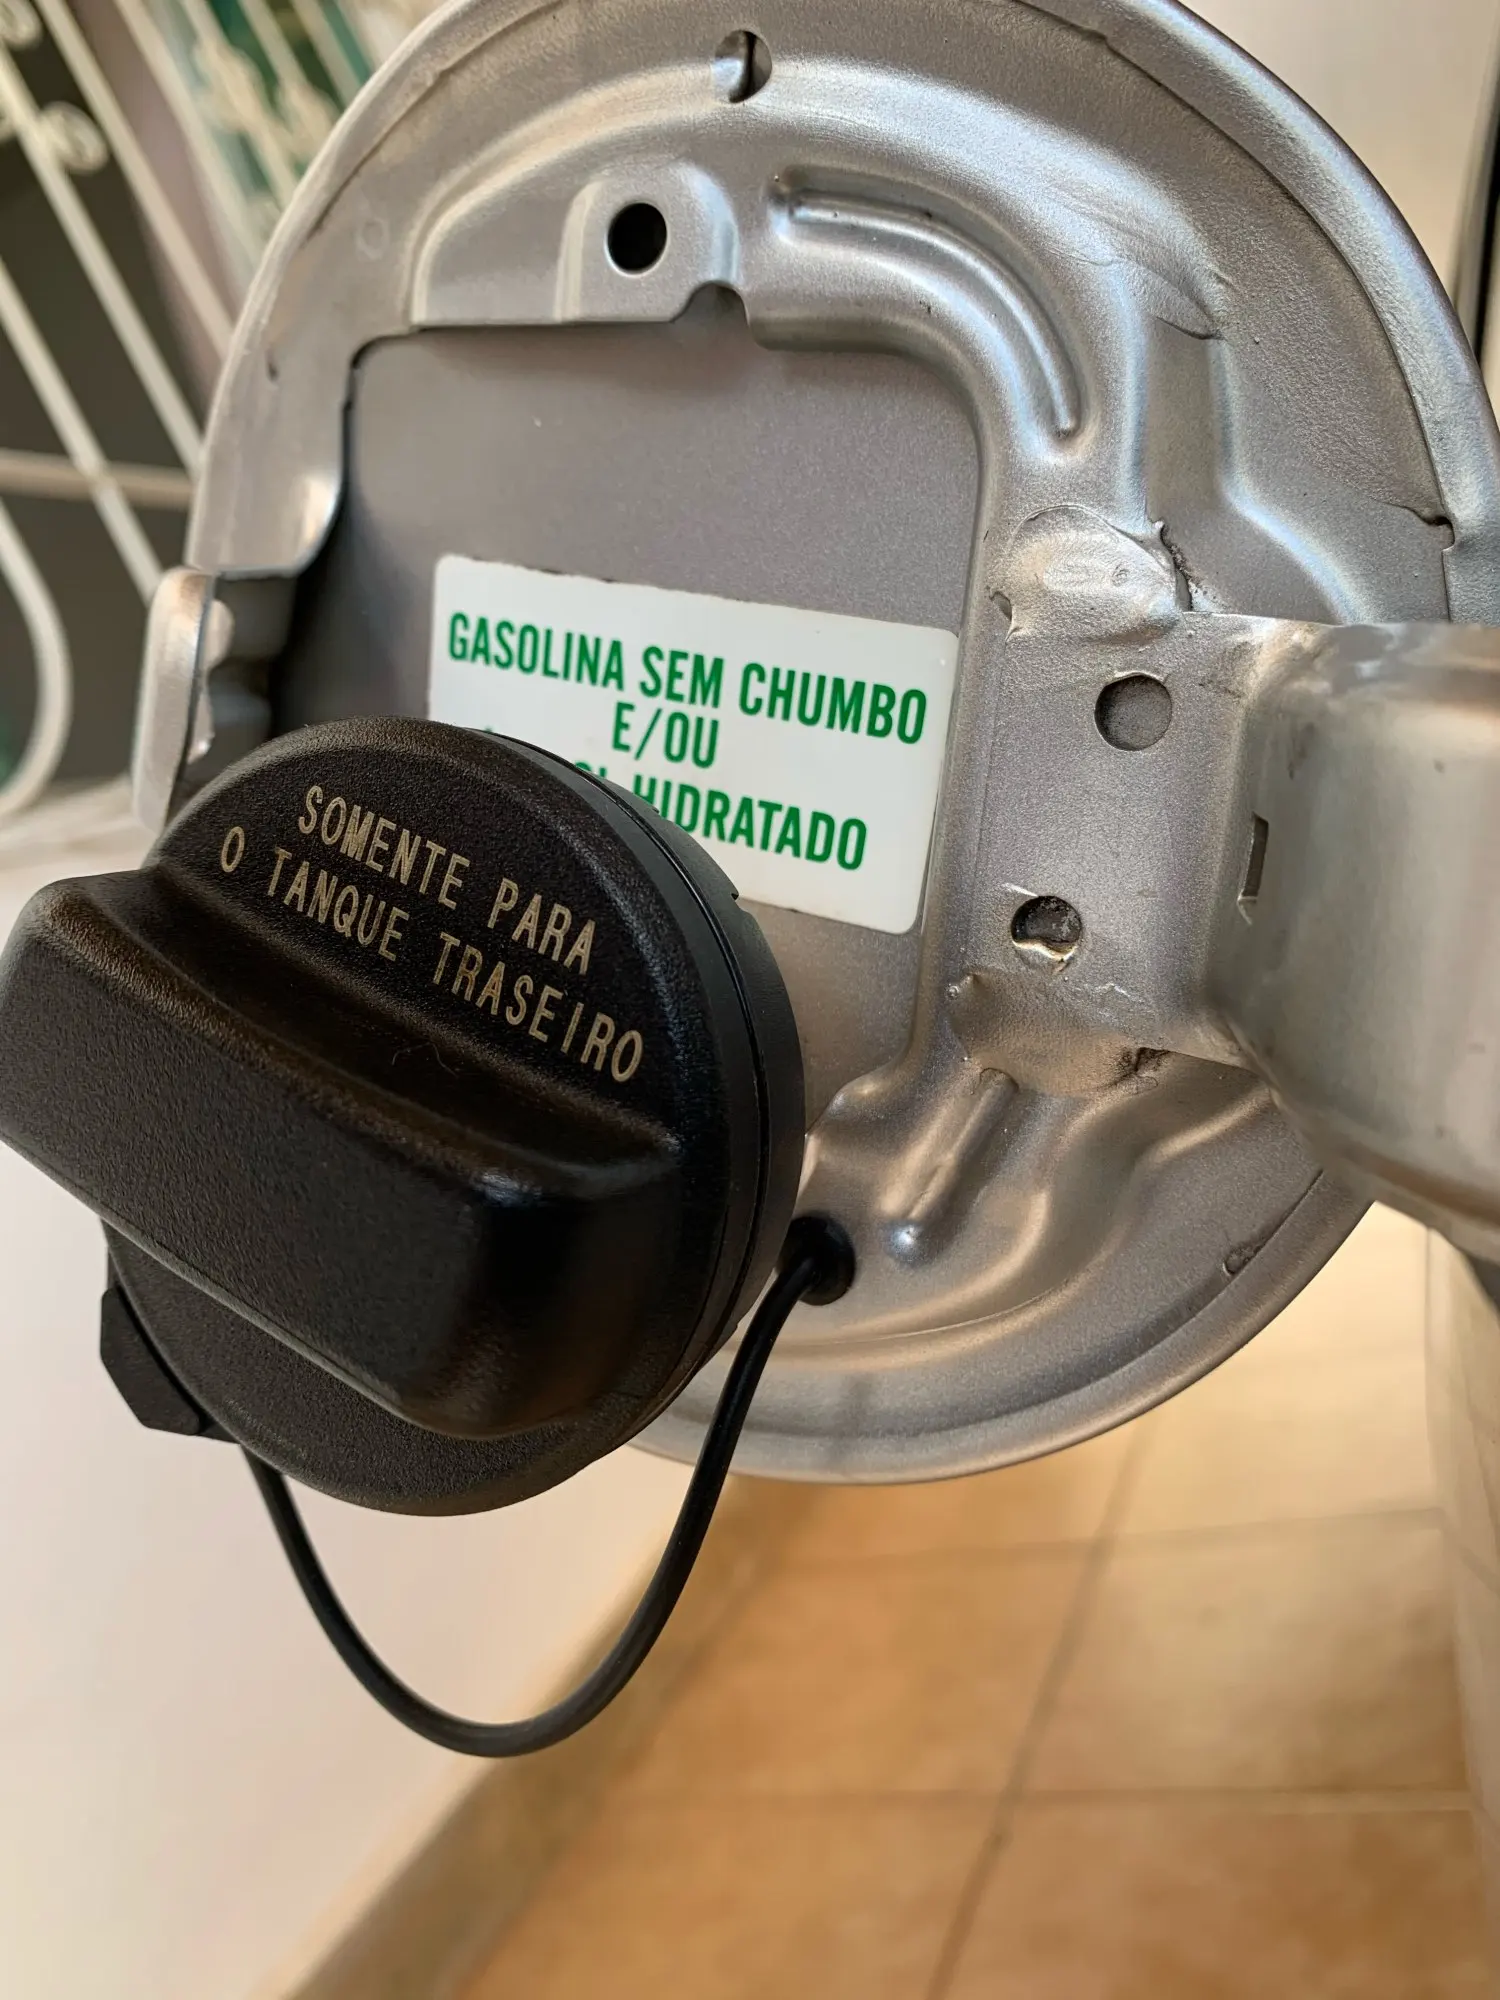 GASOLINA SEM CHUMBO
E/OU
HIDRATADO
SOMENTE PARA
O TANQUE TRASEIRO